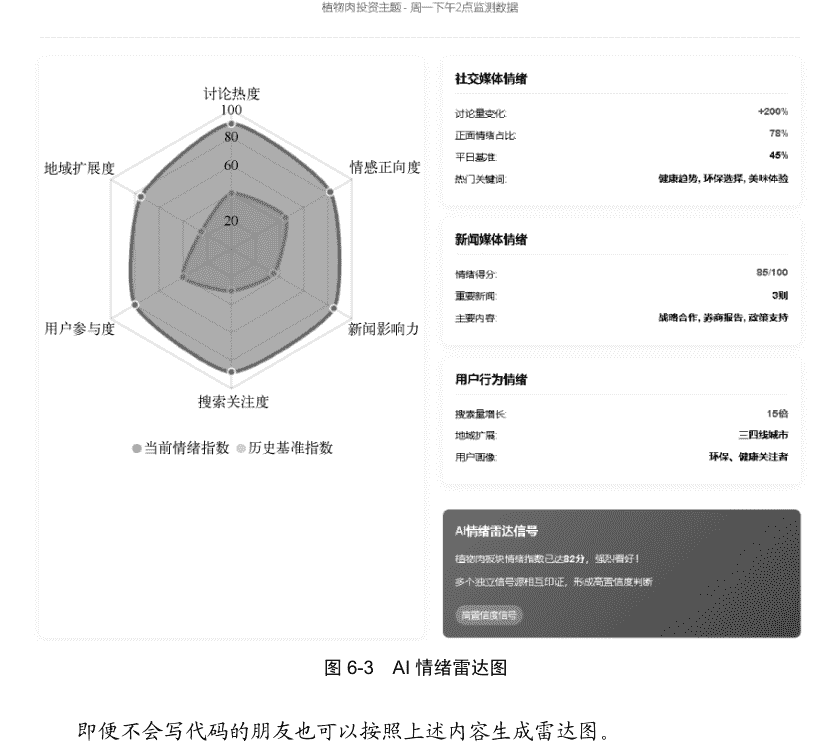 植物肉投资主题 - 周一下午2点监测数据
讨论热度
100
80
60
20
地域扩展度
情感正向度
用户参与度
新闻影响力
搜索关注度
当前情绪指数 历史基准指数
社交媒体情绪
讨论量变化: +200%
正面情绪占比: 78%
平日基准: 45%
热门关键词: 健康趋势, 环保选择, 美味体验
新闻媒体情绪
情绪得分: 85/100
重要新闻: 3则
主要内容: 战略合作, 券商报告, 政策支持
用户行为情绪
搜索量增长: 15倍
地域扩展: 三四线城市
用户画像: 环保、健康关注者
AI情绪雷达信号
植物肉板块情绪指数已达82分，强烈看好！
多个独立信号源相互印证，形成高置信度判断
高置信度信号
图 6-3 AI 情绪雷达图
即便不会写代码的朋友也可以按照上述内容生成雷达图。